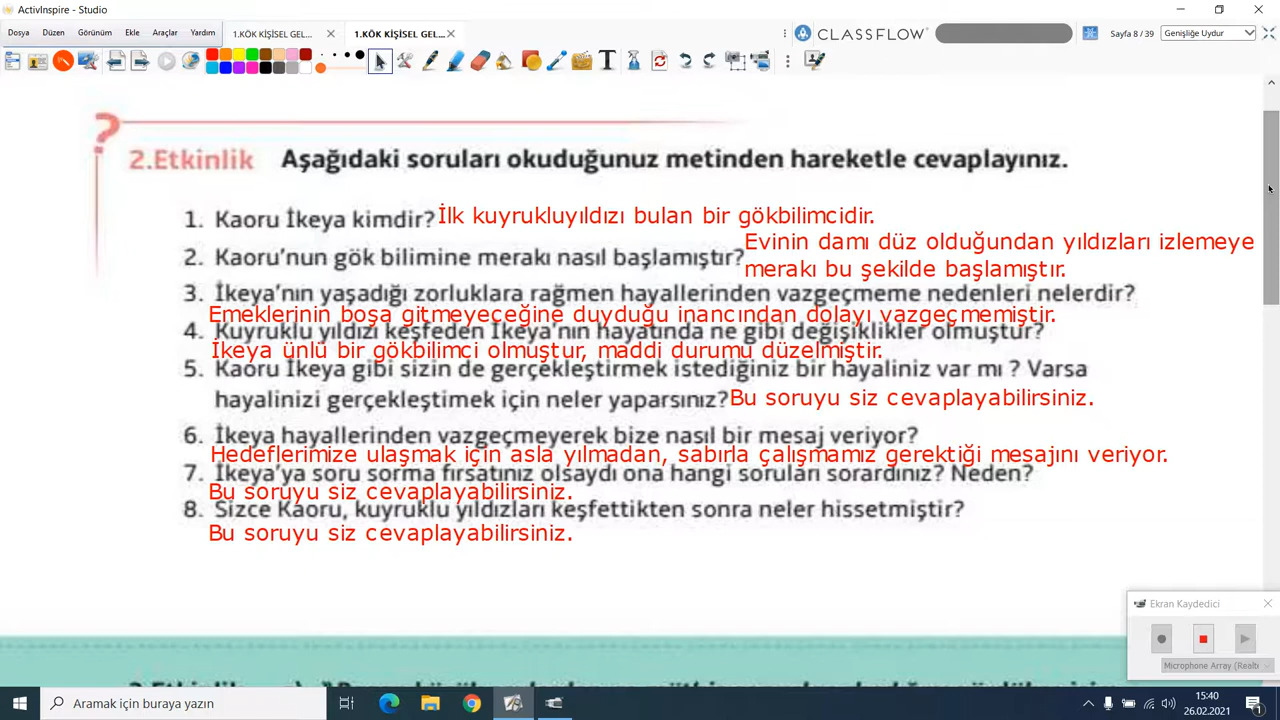 ActivInspire - Studio
Dosya Düzen Görünüm Ekle Araçlar Yardım
1.KÖK KİŞİSEL GEL...
1.KÖK KİŞİSEL GEL...
CLASSFLOW
Sayfa 8 / 39
Genişliğe Uydur
2.Etkinlik Aşağıdaki soruları okuduğunuz metinden hareketle cevaplayınız.
1. Kaoru İkeya kimdir? İlk kuyrukluyıldızı bulan bir gökbilimcidir.
2. Kaoru'nun gök bilimine merakı nasıl başlamıştır? Evinin damı düz olduğundan yıldızları izlemeye
merakı bu şekilde başlamıştır.
3. İkeya'nın yaşadığı zorluklara rağmen hayallerinden vazgeçmeme nedenleri nelerdir?
Emeklerinin boşa gitmeyeceğine duyduğu inancından dolayı vazgeçmemiştir.
4. Kuyruklu yıldızı keşfeden İkeya'nın hayatında ne gibi değişiklikler olmuştur?
İkeya ünlü bir gökbilimci olmuştur, maddi durumu düzelmiştir.
5. Kaoru İkeya gibi sizin de gerçekleştirmek istediğiniz bir hayaliniz var mı ? Varsa
hayalinizi gerçekleştimek için neler yaparsınız? Bu soruyu siz cevaplayabilirsiniz.
6. İkeya hayallerinden vazgeçmeyerek bize nasıl bir mesaj veriyor?
Hedeflerimize ulaşmak için asla yılmadan, sabırla çalışmamız gerektiği mesajını veriyor.
7. İkeya'ya soru sorma fırsatınız olsaydı ona hangi soruları sorardınız? Neden?
Bu soruyu siz cevaplayabilirsiniz.
8. Sizce Kaoru, kuyruklu yıldızları keşfettikten sonra neler hissetmiştir?
Bu soruyu siz cevaplayabilirsiniz.
Ekran Kaydedici
Microphone Array (Realte
Aramak için buraya yazın
15:40
26.02.2021
1